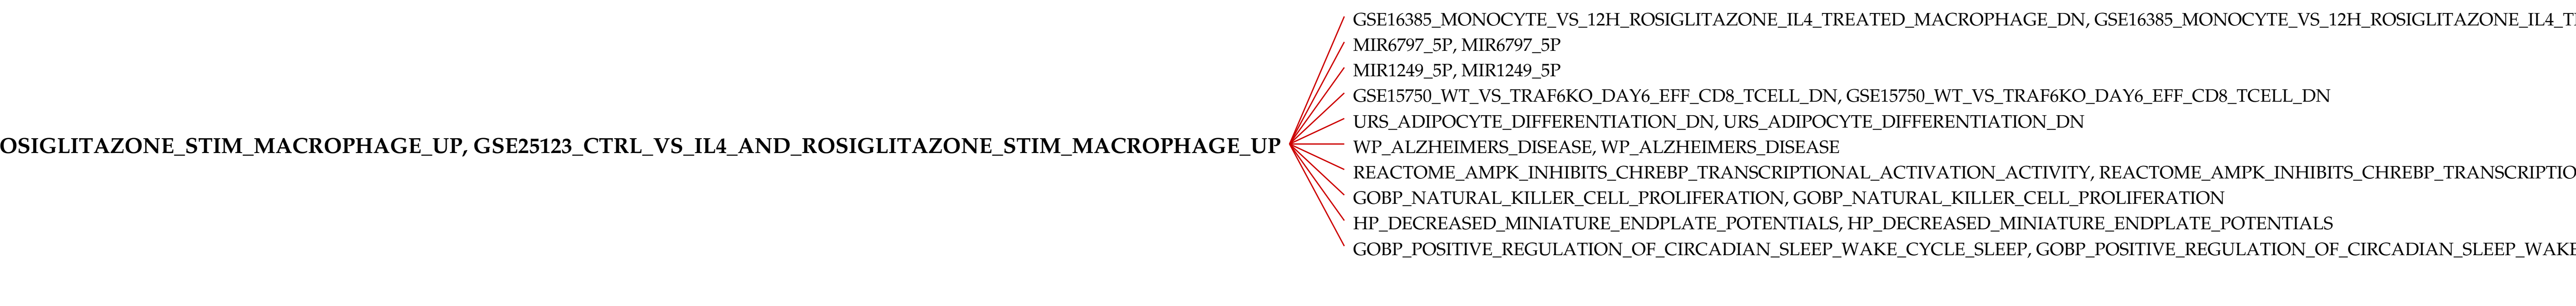 GSE16385_MONOCYTE_VS_12H_ROSIGLITAZONE_IL4_TREATED_MACROPHAGE_DN, GSE16385_MONOCYTE_VS_12H_ROSIGLITAZONE_IL4_T
MIR6797_5P, MIR6797_5P
MIR1249_5P, MIR1249_5P
GSE15750_WT_VS_TRAF6KO_DAY6_EFF_CD8_TCELL_DN, GSE15750_WT_VS_TRAF6KO_DAY6_EFF_CD8_TCELL_DN
URS_ADIPOCYTE_DIFFERENTIATION_DN, URS_ADIPOCYTE_DIFFERENTIATION_DN
OSIGLITAZONE_STIM_MACROPHAGE_UP, GSE25123_CTRL_VS_IL4_AND_ROSIGLITAZONE_STIM_MACROPHAGE_UP
WP_ALZHEIMERS_DISEASE, WP_ALZHEIMERS_DISEASE
REACTOME_AMPK_INHIBITS_CHREBP_TRANSCRIPTIONAL_ACTIVATION_ACTIVITY, REACTOME_AMPK_INHIBITS_CHREBP_TRANSCRIPTIO
GOBP_NATURAL_KILLER_CELL_PROLIFERATION, GOBP_NATURAL_KILLER_CELL_PROLIFERATION
HP_DECREASED_MINIATURE_ENDPLATE_POTENTIALS, HP_DECREASED_MINIATURE_ENDPLATE_POTENTIALS
GOBP_POSITIVE_REGULATION_OF_CIRCADIAN_SLEEP_WAKE_CYCLE_SLEEP, GOBP_POSITIVE_REGULATION_OF_CIRCADIAN_SLEEP_WAKE